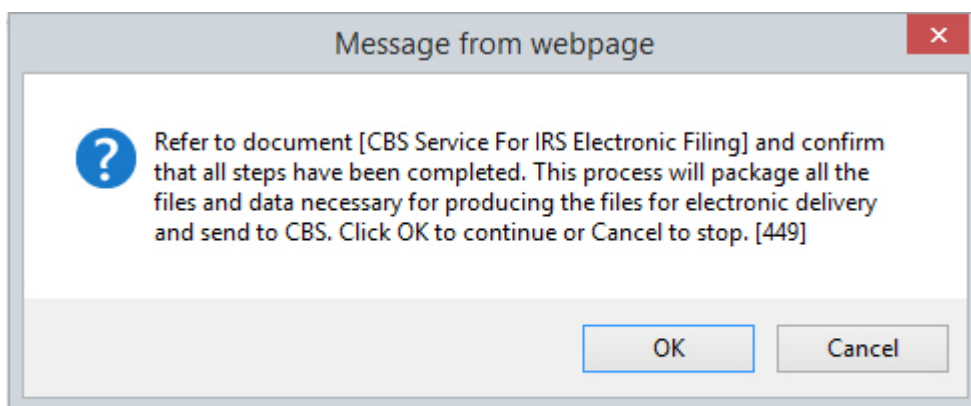 Message from webpage
Refer to document [CBS Service For IRS Electronic Filing] and confirm
that all steps have been completed. This process will package all the
files and data necessary for producing the files for electronic delivery
and send to CBS. Click OK to continue or Cancel to stop. [449]
OK
Cancel